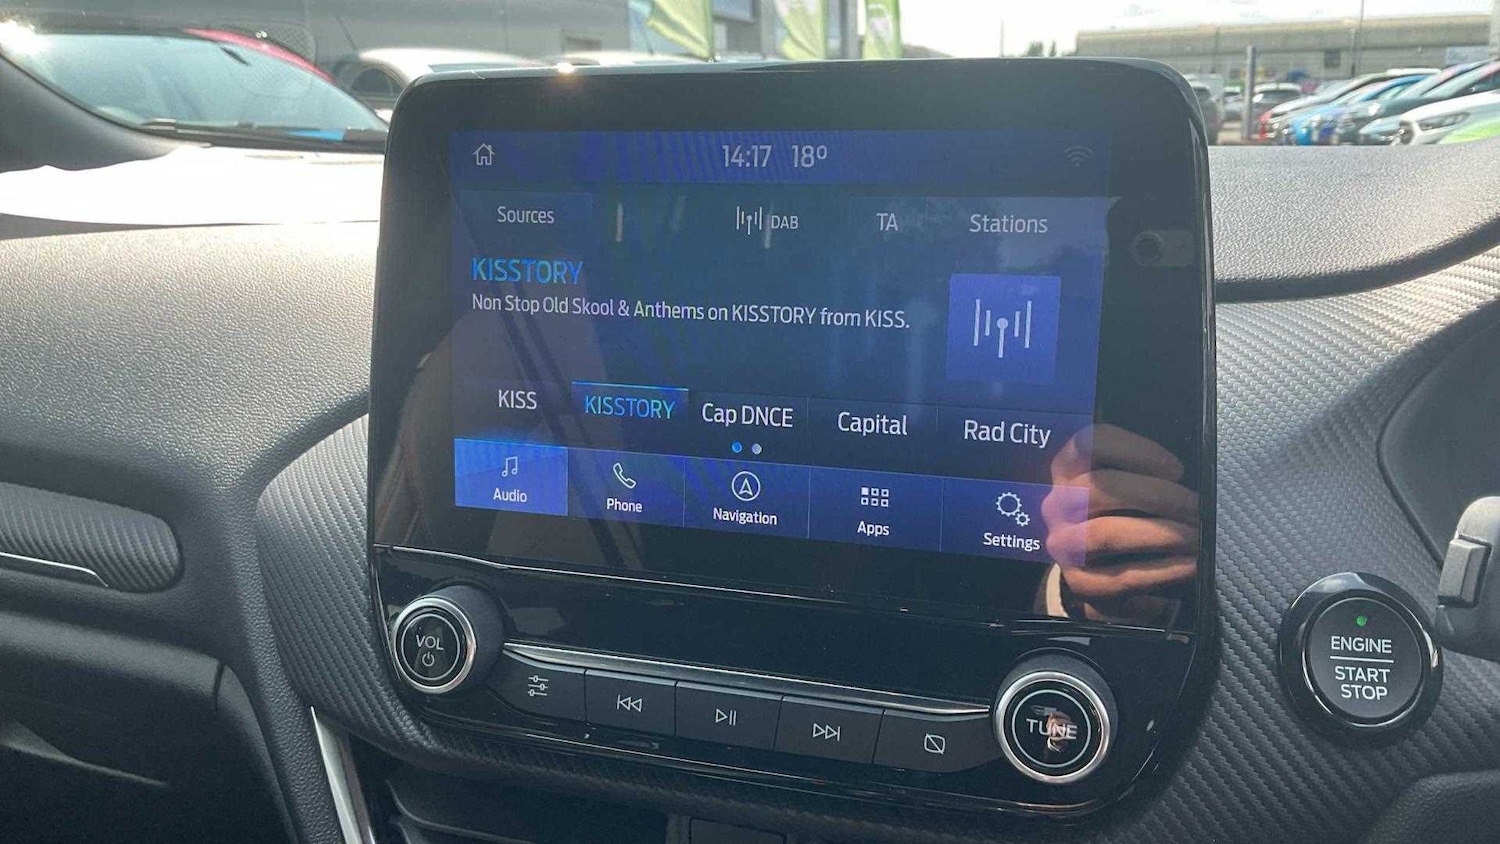 14:17 18°
Sources DAB TA Stations
KISSTORY
Non Stop Old Skool & Anthems on KISSTORY from KISS.
KISS KISSTORY Cap DNCE Capital Rad City
Audio Phone Navigation Apps Settings
VOL
TUNE
ENGINE
START
STOP